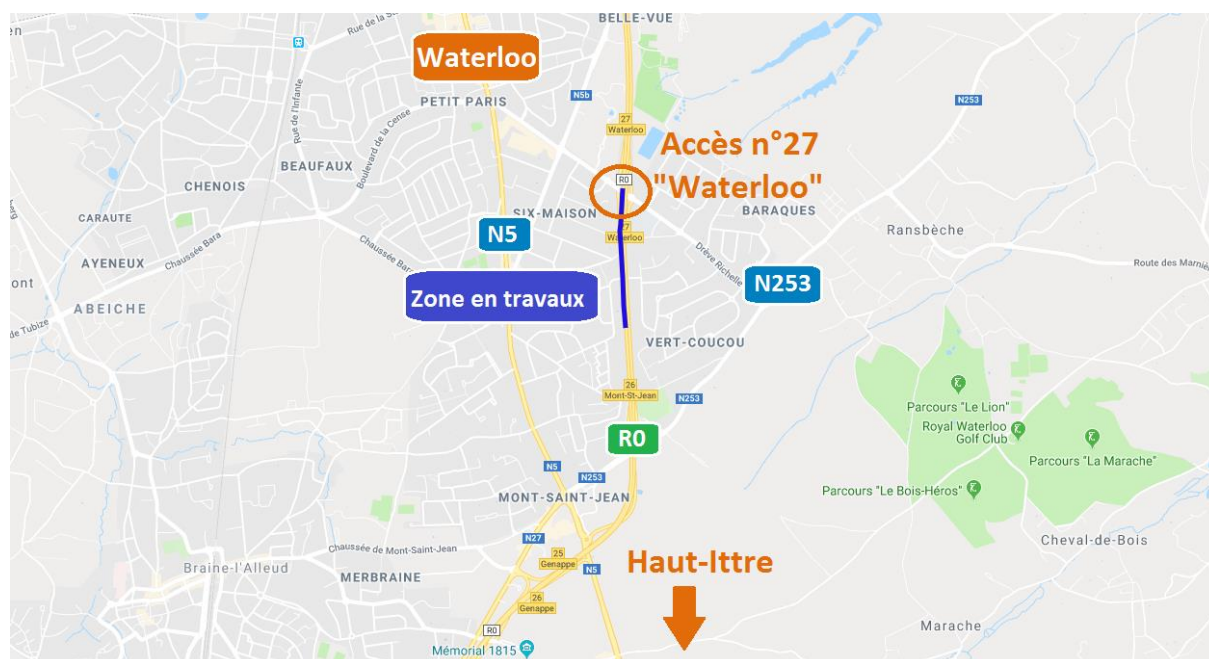 BELLE-VUE
en
Rue de la
Waterloo
N5b
N253
PETIT PARIS
27
Waterloo
Rue de l'Infante
Boulevard de la Cense
Accès n°27
"Waterloo"
R0
BEAUFAUX
CHENOIS
CARAUTE
SIX-MAISON
BARAQUES
27
Waterloo
N5
Ransbèche
Chaussée Bara
Chaussée Bara
Drève Richelle
AYENEUX
Route des Marniè
ont
Zone en travaux
N253
ABEICHE
de Tubize
VERT-COUCOU
26
Mont-St-Jean
N253
Parcours "Le Lion"
Royal Waterloo
Golf Club
R0
Parcours "La Marache"
N5
N253
Parcours "Le Bois-Héros"
MONT-SAINT-JEAN
N27
Cheval-de-Bois
Chaussée de Mont-Saint-Jean
25
Genappe
N5
Haut-Ittre
Braine-l'Alleud
MERBRAINE
26
Genappe
Marache
R0
Mémorial 1815